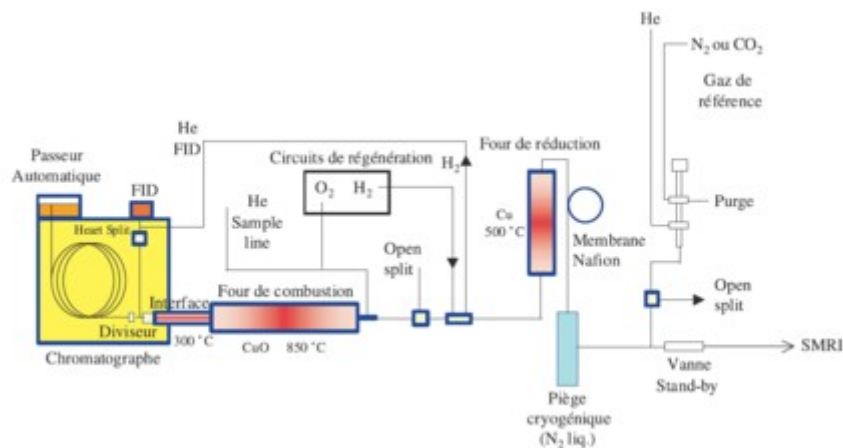 He
N₂ ou CO₂
Gaz de
référence
He
FID
Four de réduction
Passeur
Automatique
FID
Circuits de régénération
H₂
O₂ H₂
He
Sample
line
Cu
500 °C
Purge
Heart Split
Open
split
Membrane
Nafion
Interface
Four de combustion
Open
split
Diviseur
300 °C
CuO 850 °C
Chromatographe
SMRI
Vanne
Stand-by
Piège
cryogénique
(N₂ liq.)